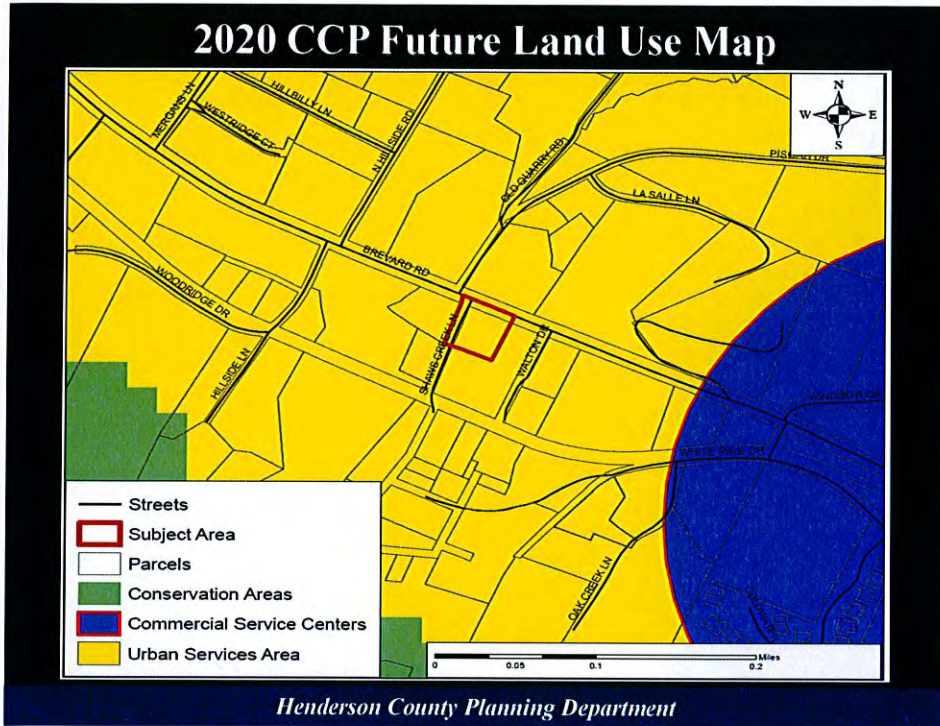 2020 CCP Future Land Use Map
N
W E
S
MERGANS LN
HILLBILLY LN
WESTRIDGE CT
N HILLSIDE RD
OLD QUARRY RD
PISGAH DR
LA SALLE LN
BREVARD RD
WOODRIDGE DR
HILLSIDE LN
SHAWS CREEK LN
WALTON DR
WINDSOR DR
WHITE PINE DR
OAK CREEK LN
Streets
Subject Area
Parcels
Conservation Areas
Commercial Service Centers
Urban Services Area
Miles
0 0.05 0.1 0.2
Henderson County Planning Department